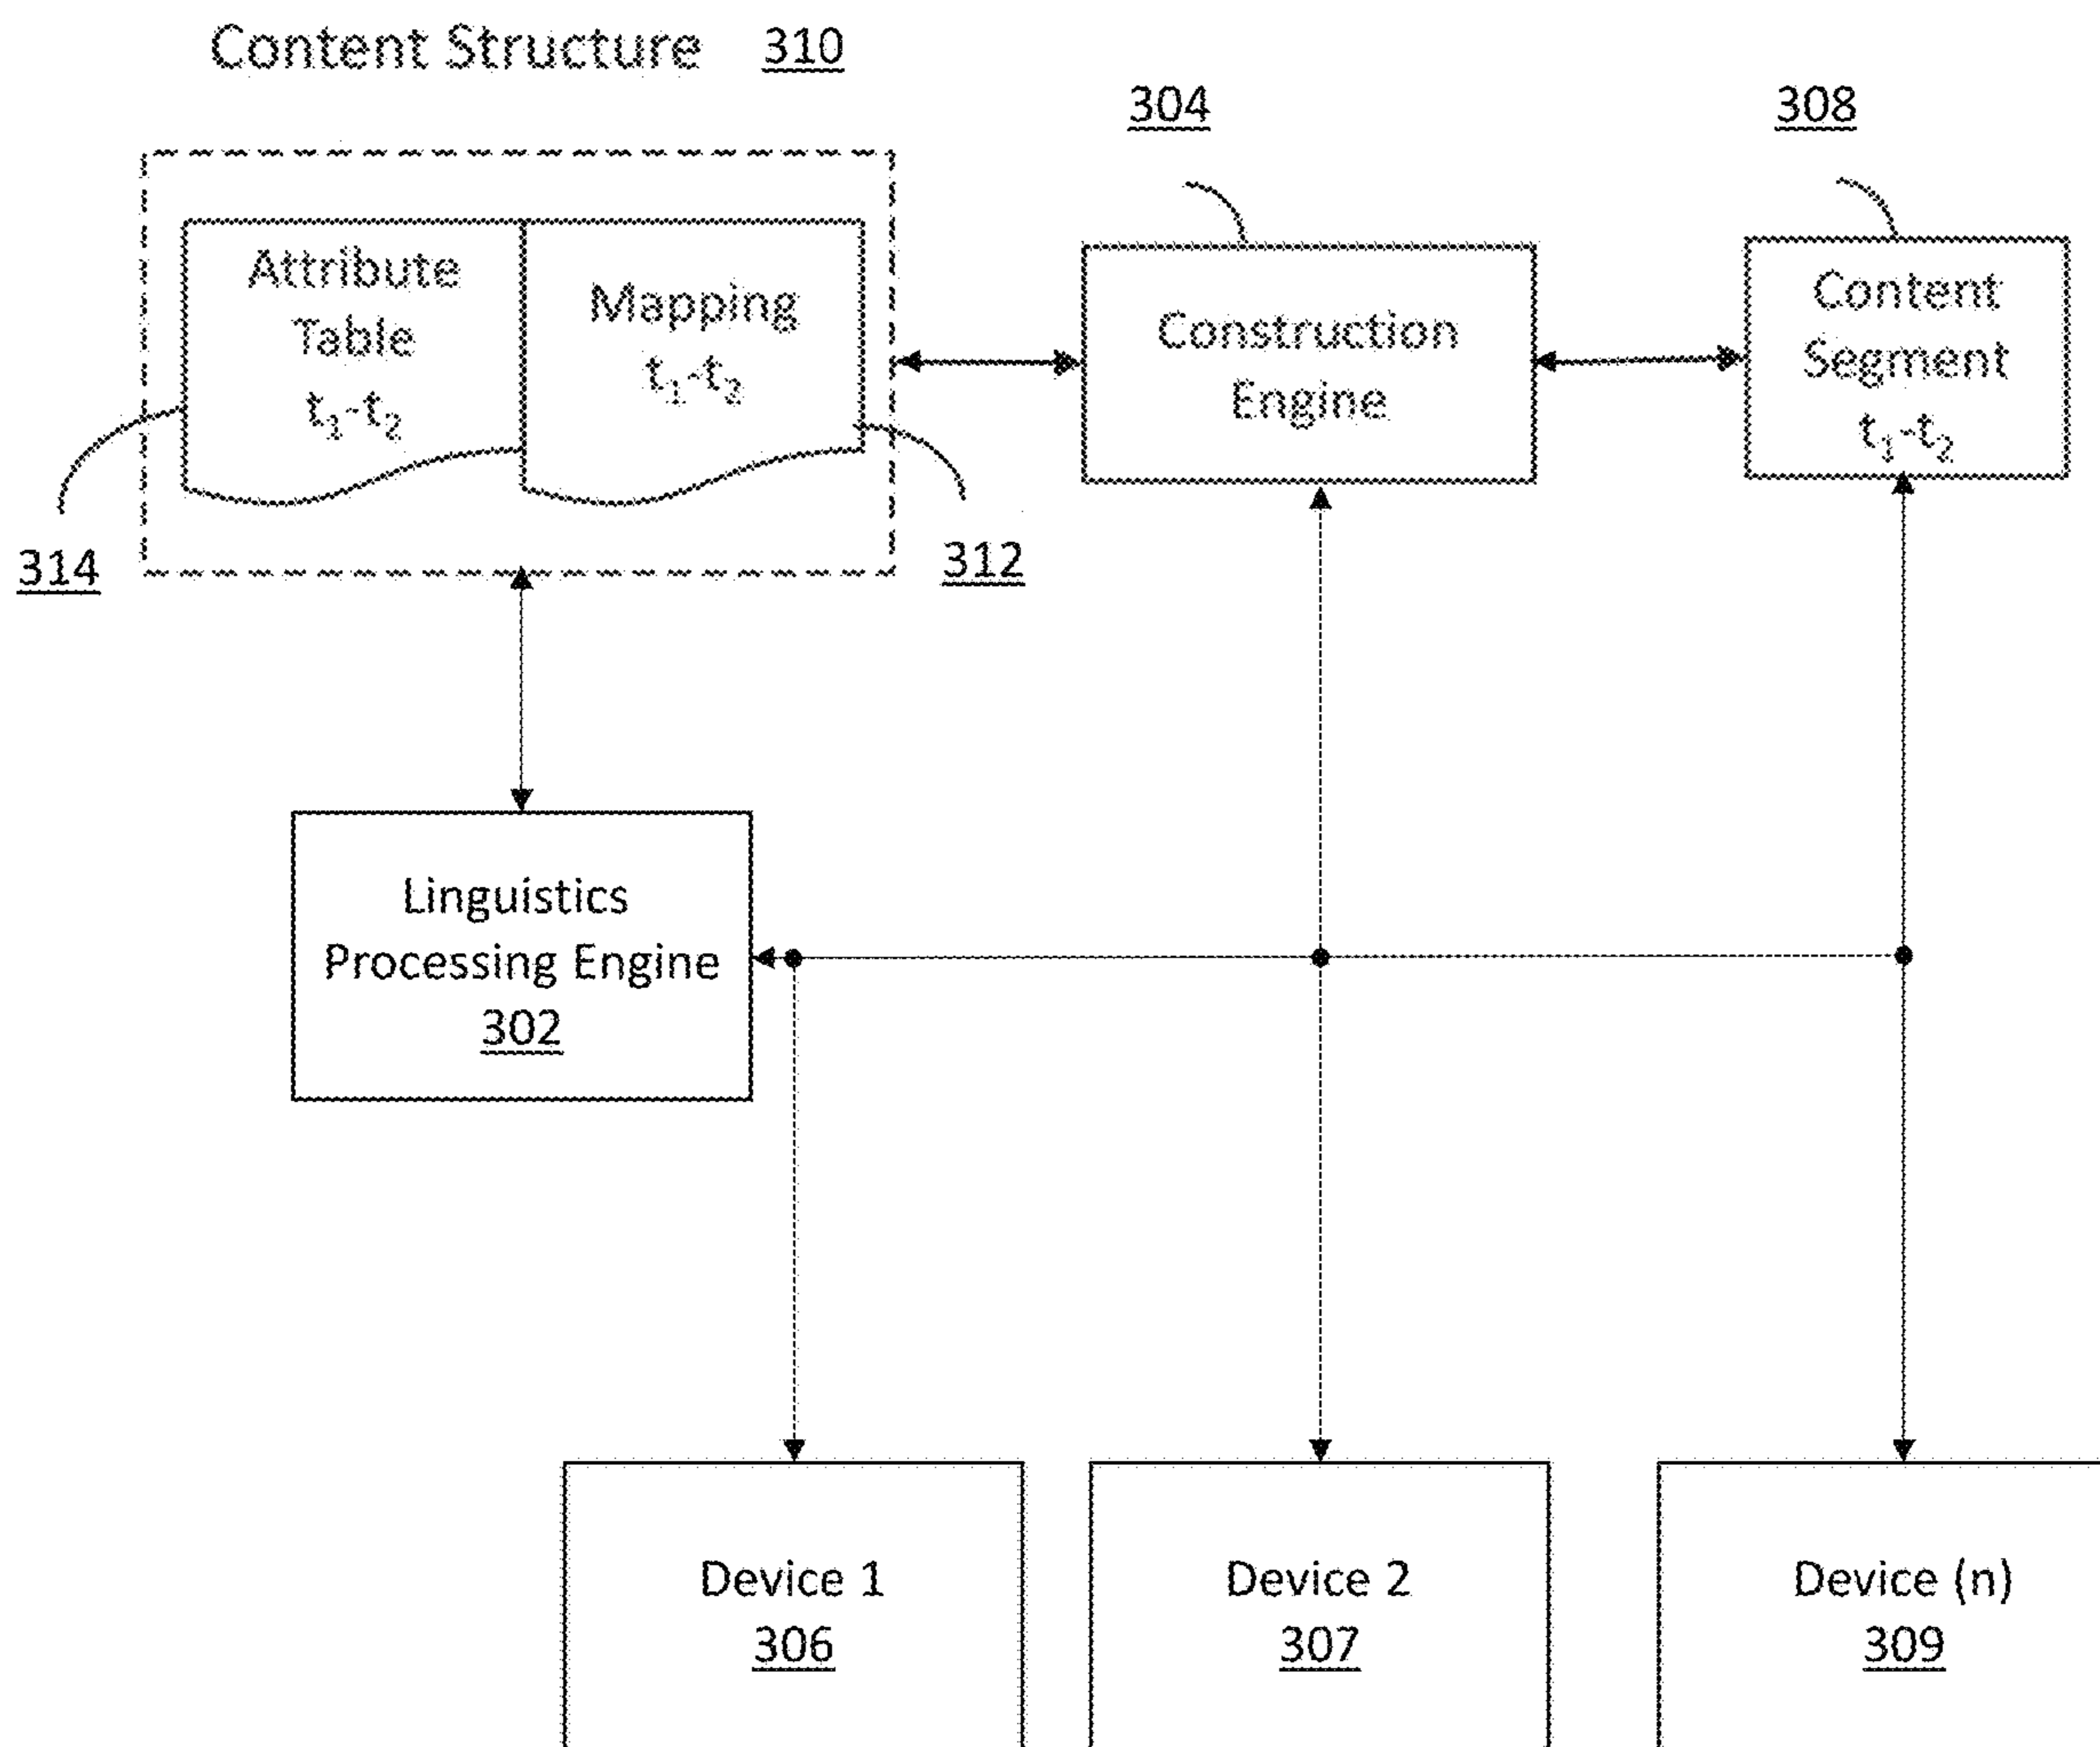 Content Structure 310
304
308
Attribute
Table
t₁-t₂
Mapping
t₁-t₂
Construction
Engine
Content
Segment
t₁-t₂
314
312
Linguistics
Processing Engine
302
Device 1
306
Device 2
307
Device (n)
309